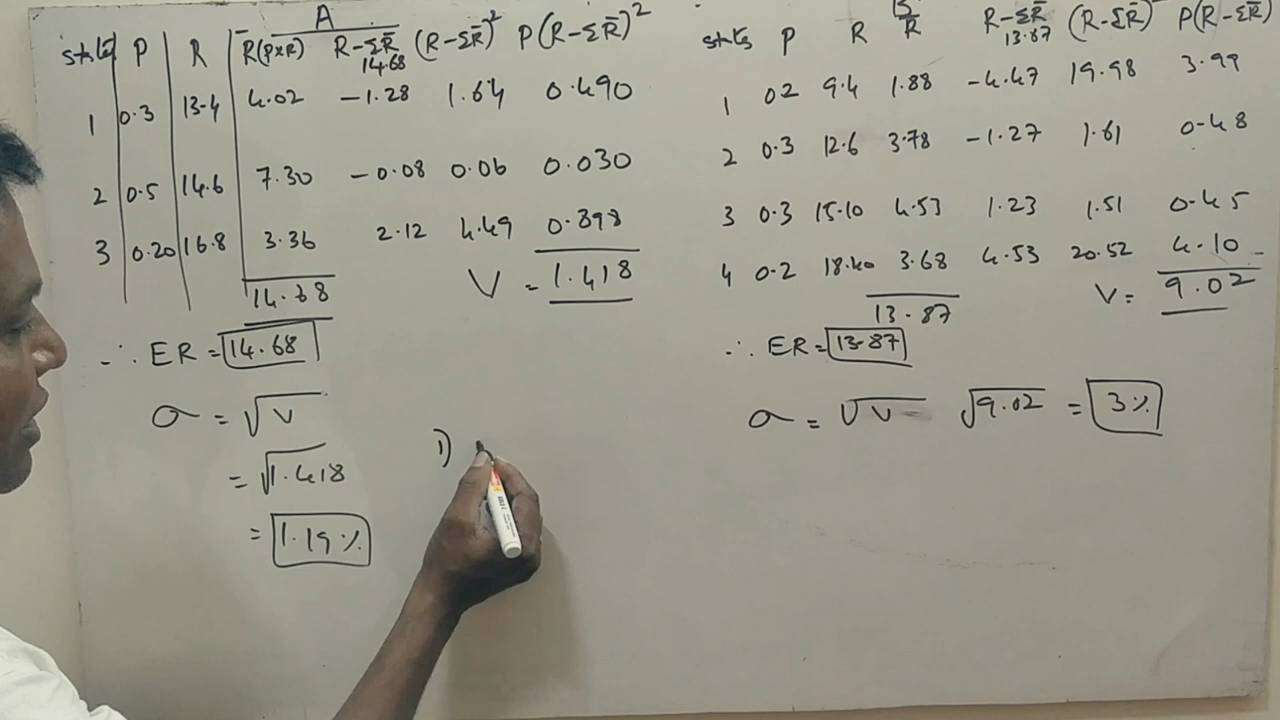 A
state P R R̄(P×R) R-ΣR̄ (R-ΣR̄)² P(R-ΣR̄)²
14.68
1 0.3 13.4 4.02 -1.28 1.64 0.490
2 0.5 14.6 7.30 -0.08 0.06 0.030
3 0.20 16.8 3.36 2.12 4.49 0.898
14.68 V = 1.418
∴ ER = 14.68
σ = √V
= √1.418
= 1.19%
1)
P R R̄ R-ΣR̄ (R-ΣR̄) P(R-ΣR̄)
13.87
1 02 9.4 1.88 -4.47 19.98 3.99
2 0.3 12.6 3.78 -1.27 1.61 0.48
3 0.3 15.10 4.53 1.23 1.51 0.45
4 0.2 18.40 3.68 4.53 20.52 4.10
13.87 V = 9.02
∴ ER = 13.87
σ = √V √9.02 = 3%